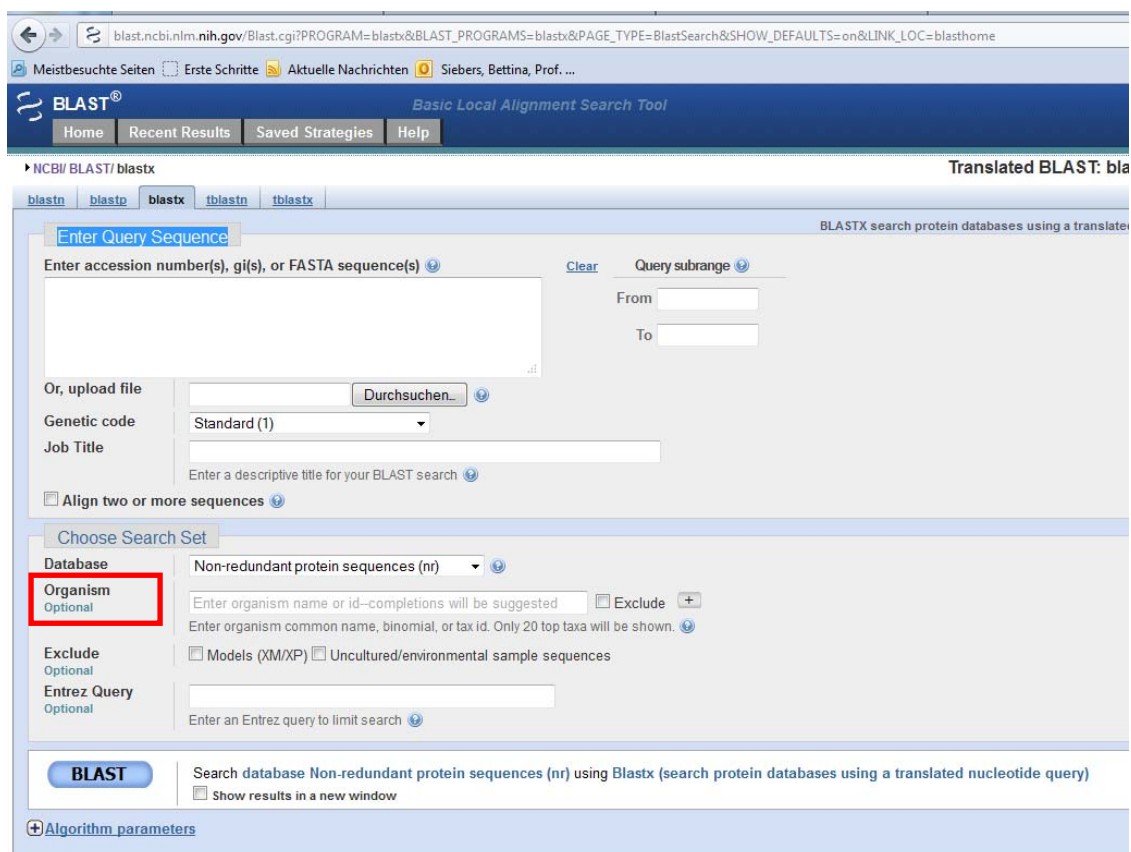 blast.ncbi.nlm.nih.gov/Blast.cgi?PROGRAM=blastx&BLAST_PROGRAMS=blastx&PAGE_TYPE=BlastSearch&SHOW_DEFAULTS=on&LINK_LOC=blasthome
Meistbesuchte Seiten Erste Schritte Aktuelle Nachrichten Siebers, Bettina, Prof. ...
BLAST® Basic Local Alignment Search Tool
Home Recent Results Saved Strategies Help
NCBI/ BLAST/ blastx Translated BLAST: bla
blastn blastp blastx tblastn tblastx
BLASTX search protein databases using a translated
Enter Query Sequence
Enter accession number(s), gi(s), or FASTA sequence(s) Clear Query subrange
From
To
Or, upload file Durchsuchen...
Genetic code Standard (1)
Job Title
Enter a descriptive title for your BLAST search
Align two or more sequences
Choose Search Set
Database Non-redundant protein sequences (nr)
Organism
Optional
Enter organism name or id--completions will be suggested Exclude +
Enter organism common name, binomial, or tax id. Only 20 top taxa will be shown.
Exclude
Optional
Models (XM/XP) Uncultured/environmental sample sequences
Entrez Query
Optional
Enter an Entrez query to limit search
BLAST Search database Non-redundant protein sequences (nr) using Blastx (search protein databases using a translated nucleotide query)
Show results in a new window
Algorithm parameters